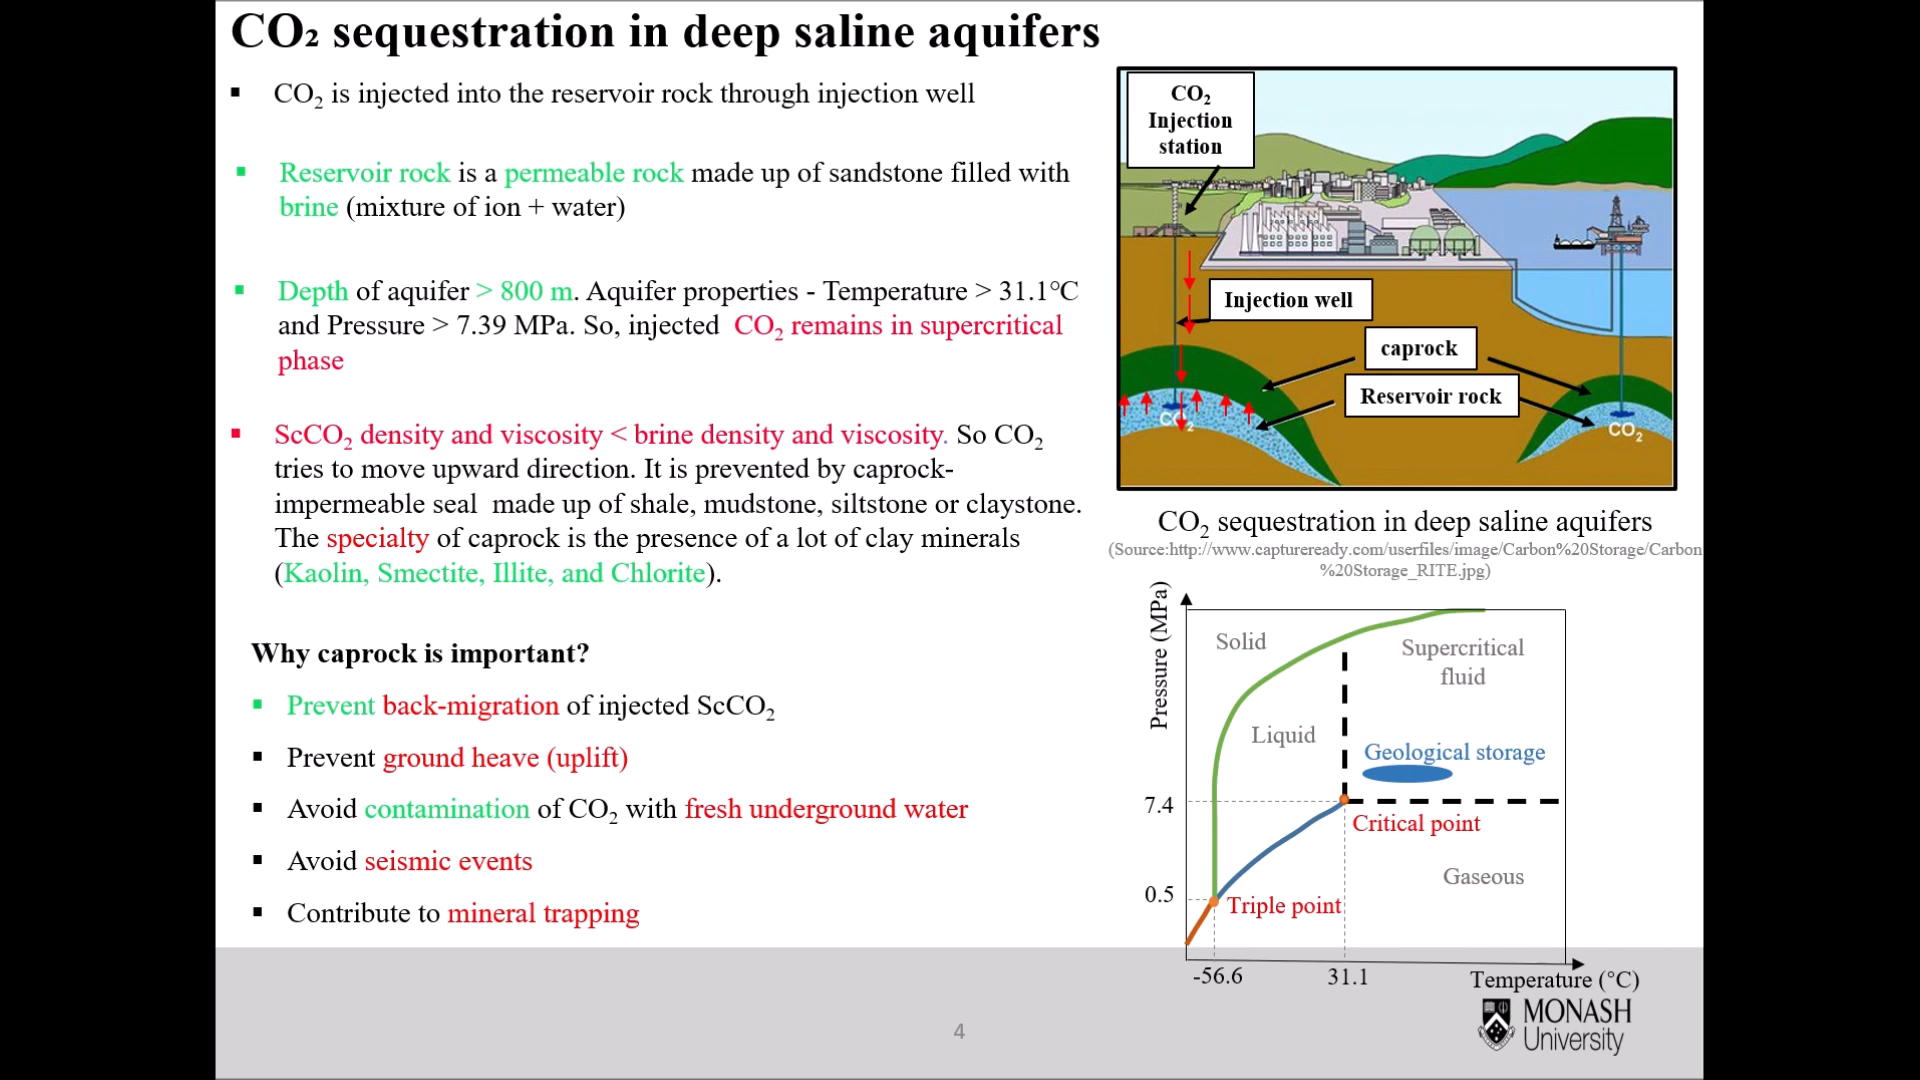 CO₂ sequestration in deep saline aquifers
▪ CO₂ is injected into the reservoir rock through injection well
▪ Reservoir rock is a permeable rock made up of sandstone filled with
brine (mixture of ion + water)
▪ Depth of aquifer > 800 m. Aquifer properties - Temperature > 31.1°C
and Pressure > 7.39 MPa. So, injected CO₂ remains in supercritical
phase
▪ ScCO₂ density and viscosity < brine density and viscosity. So CO₂
tries to move upward direction. It is prevented by caprock-
impermeable seal made up of shale, mudstone, siltstone or claystone.
The specialty of caprock is the presence of a lot of clay minerals
(Kaolin, Smectite, Illite, and Chlorite).
Why caprock is important?
▪ Prevent back-migration of injected ScCO₂
▪ Prevent ground heave (uplift)
▪ Avoid contamination of CO₂ with fresh underground water
▪ Avoid seismic events
▪ Contribute to mineral trapping
CO₂
Injection
station
Injection well
caprock
Reservoir rock
CO₂
CO₂
CO₂ sequestration in deep saline aquifers
(Source:http://www.captureready.com/userfiles/image/Carbon%20Storage/Carbon
%20Storage_RITE.jpg)
Pressure (MPa)
Solid
Supercritical
fluid
Liquid
Geological storage
7.4
Critical point
Gaseous
0.5
Triple point
-56.6
31.1
Temperature (°C)
MONASH
University
4